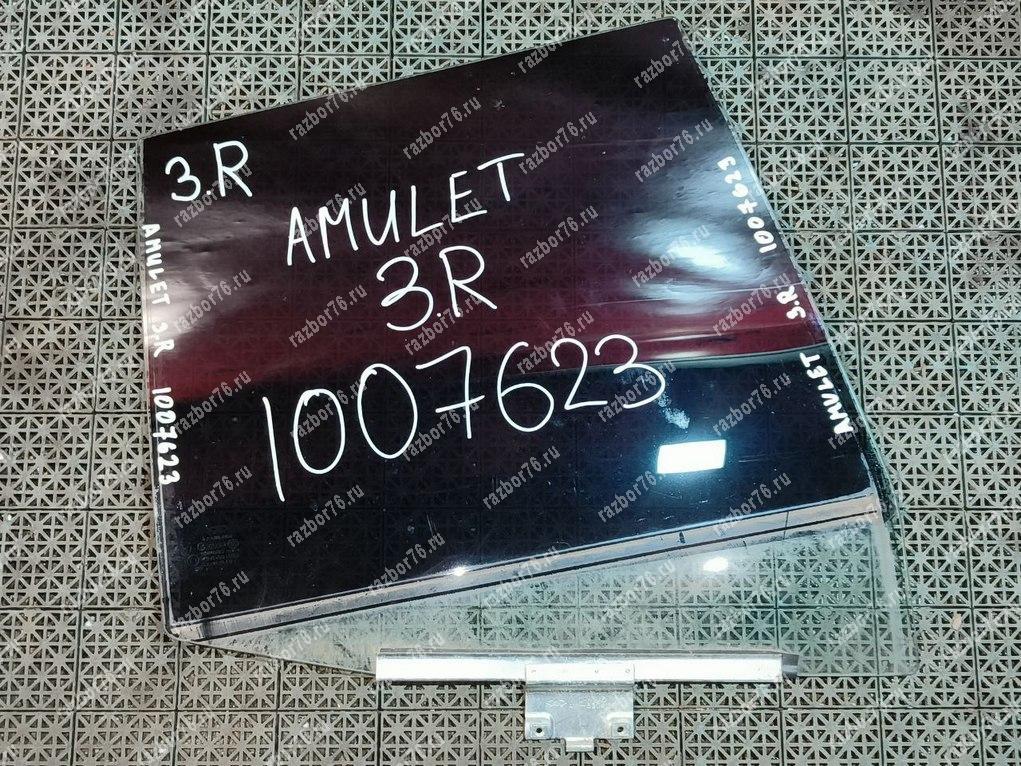 3.R
AMULET
3.R
1007623
AMULET 3.R 1007623
AMULET 3.R 1007623
razbor76.ru